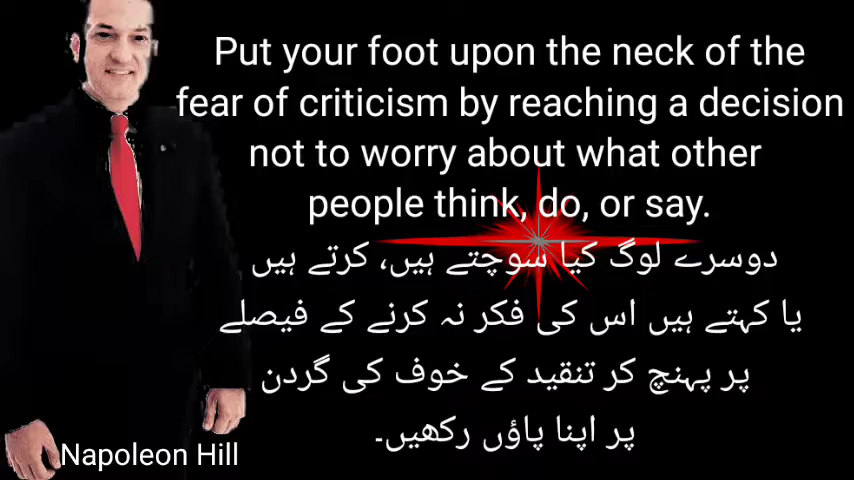 Put your foot upon the neck of the
fear of criticism by reaching a decision
not to worry about what other
people think, do, or say.
دوسرے لوگ کیا سوچتے ہیں، کرتے ہیں
یا کہتے ہیں اس کی فکر نہ کرنے کے فیصلے
پر پہنچ کر تنقید کے خوف کی گردن
پر اپنا پاؤں رکھیں۔
Napoleon Hill